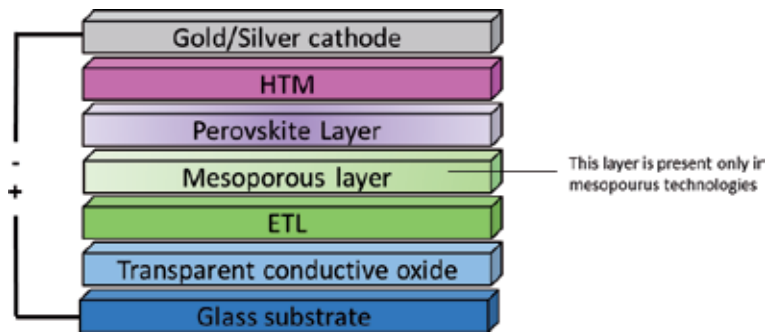 Gold/Silver cathode
HTM
Perovskite Layer
Mesoporous layer
This layer is present only in
mesopourus technologies
-
+
ETL
Transparent conductive oxide
Glass substrate